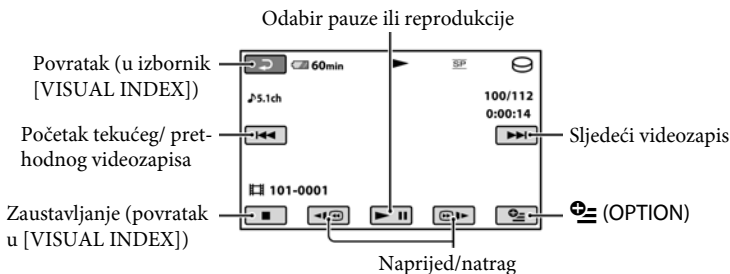 Odabir pauze ili reprodukcije
Povratak (u izbornik
[VISUAL INDEX])
60min
SP
♪5.1ch
100/112
0:00:14
Početak tekućeg/ pret-
hodnog videozapisa
Sljedeći videozapis
101-0001
Zaustavljanje (povratak
u [VISUAL INDEX])
(OPTION)
Naprijed/natrag